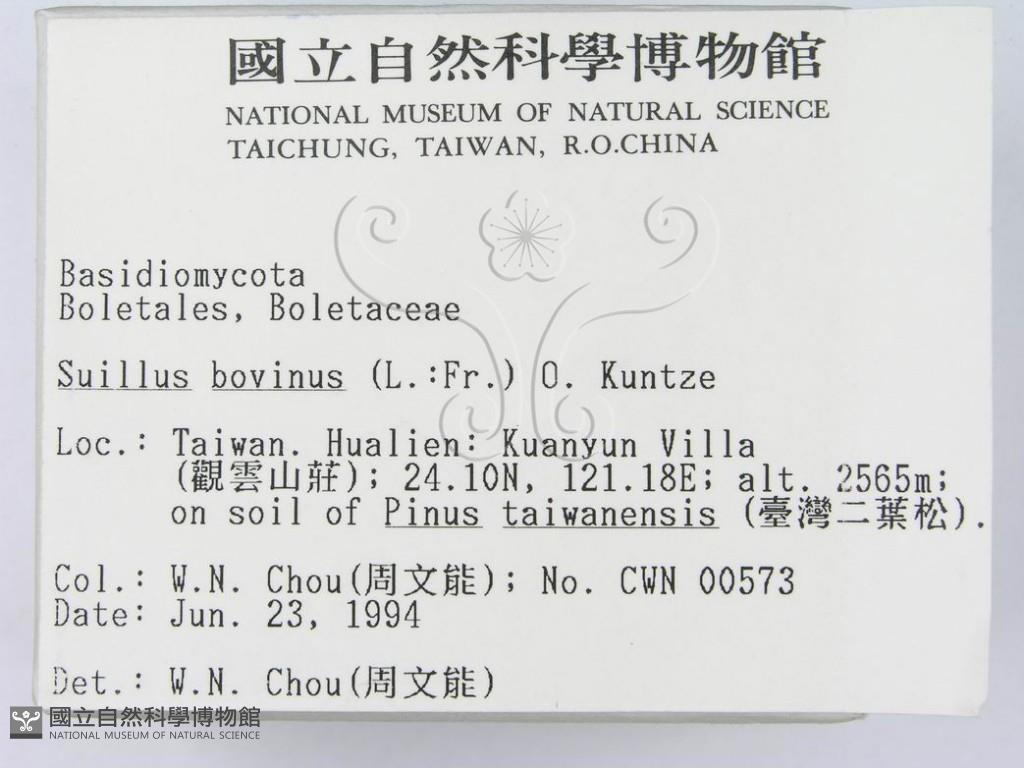 國立自然科學博物館
NATIONAL MUSEUM OF NATURAL SCIENCE
TAICHUNG, TAIWAN, R.O.CHINA
Basidiomycota
Boletales, Boletaceae
Suillus bovinus (L.:Fr.) O. Kuntze
Loc.: Taiwan. Hualien: Kuanyun Villa
(觀雲山莊); 24.10N, 121.18E; alt. 2565m;
on soil of Pinus taiwanensis (臺灣二葉松).
Col.: W.N. Chou(周文能); No. CWN 00573
Date: Jun. 23, 1994
Det.: W.N. Chou(周文能)
國立自然科學博物館
NATIONAL MUSEUM OF NATURAL SCIENCE